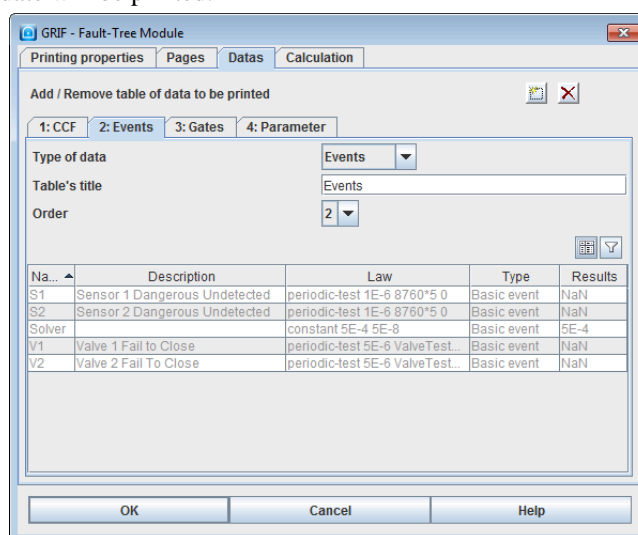 date will be printed.
GRIF - Fault-Tree Module
Printing properties Pages Datas Calculation
Add / Remove table of data to be printed
1: CCF 2: Events 3: Gates 4: Parameter
Type of data Events
Table's title Events
Order 2
Na... Description Law Type Results
S1 Sensor 1 Dangerous Undetected periodic-test 1E-6 8760*5 0 Basic event NaN
S2 Sensor 2 Dangerous Undetected periodic-test 1E-6 8760*5 0 Basic event NaN
Solver constant 5E-4 5E-8 Basic event 5E-4
V1 Valve 1 Fail to Close periodic-test 5E-6 ValveTest... Basic event NaN
V2 Valve 2 Fail To Close periodic-test 5E-6 ValveTest... Basic event NaN
OK Cancel Help